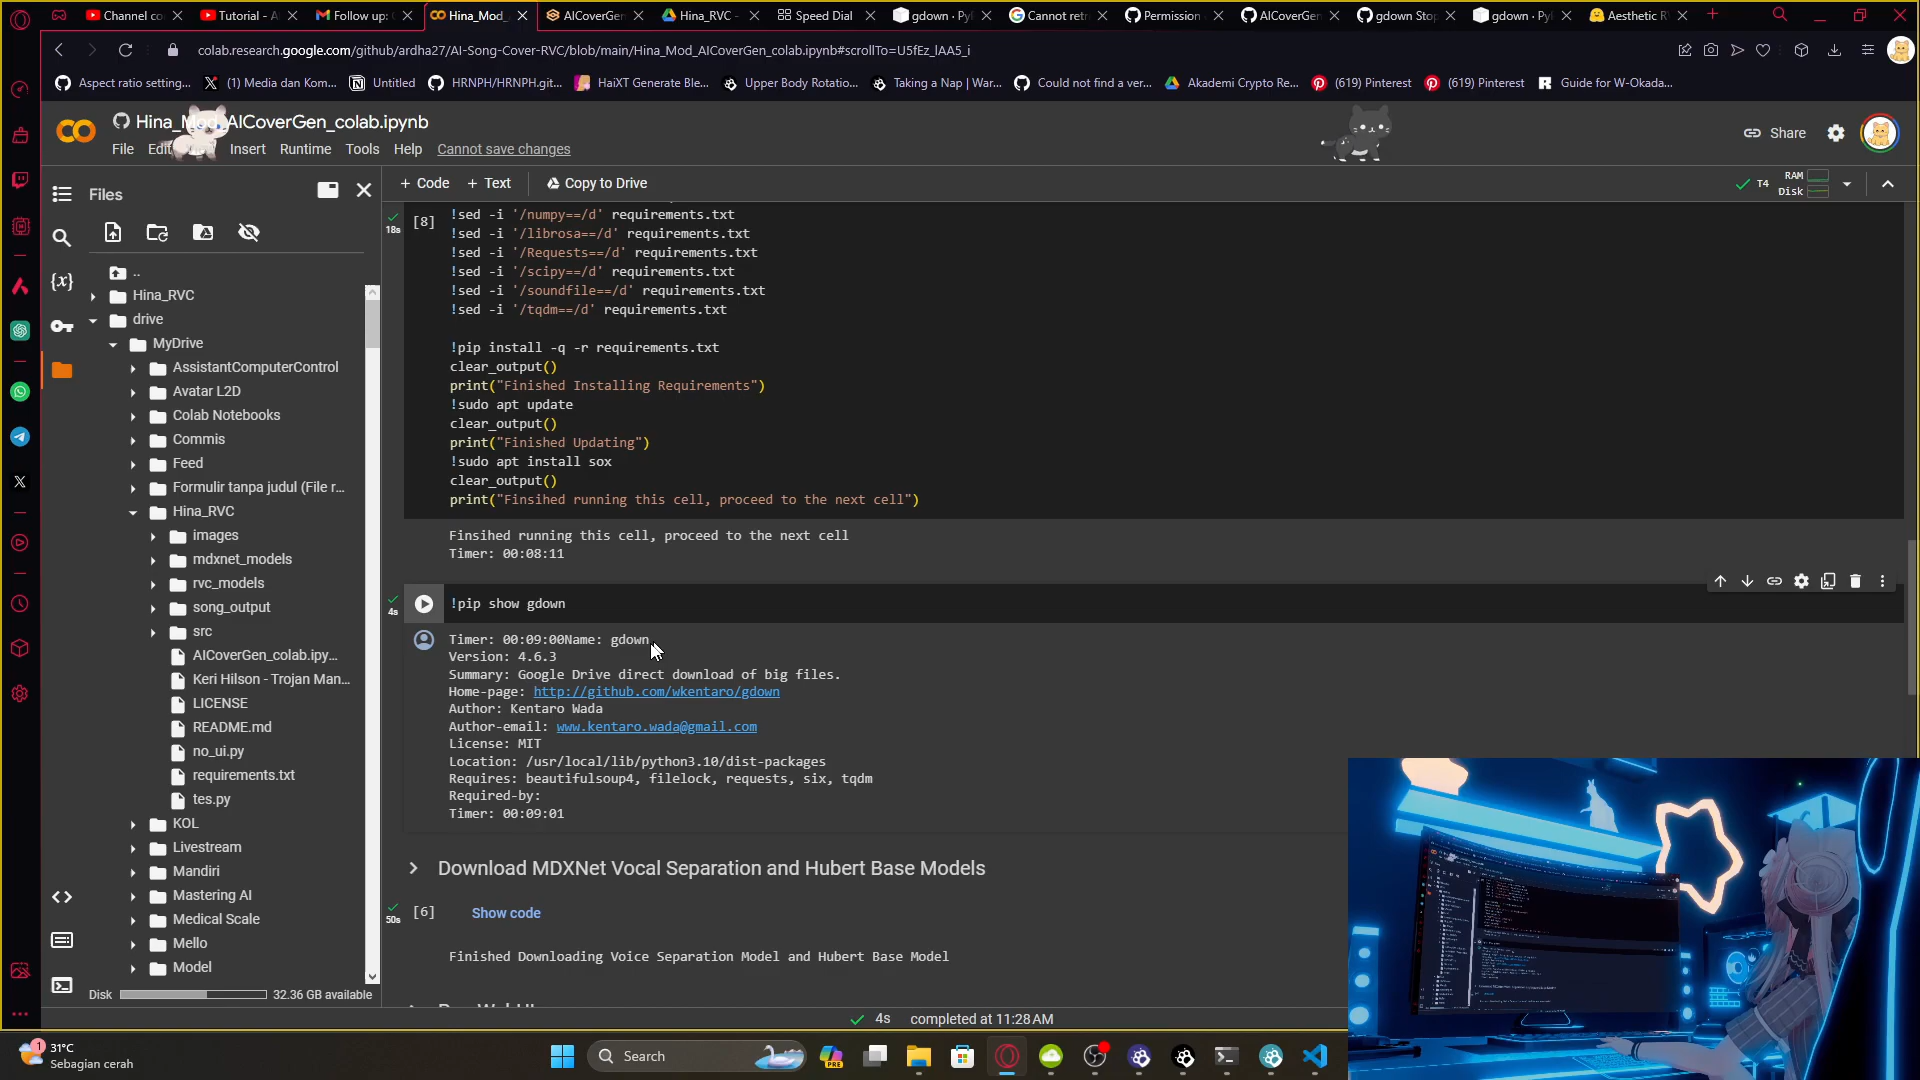 Channel co
Tutorial - A
Follow up:
Hina_Mod_
AICoverGen
Hina_RVC -
Speed Dial
gdown · Py
Cannot retr
Permission
AICoverGen
gdown Stop
gdown · Pyl
Aesthetic R
colab.research.google.com/github/ardha27/AI-Song-Cover-RVC/blob/main/Hina_Mod_AICoverGen_colab.ipynb#scrollTo=U5fEz_lAA5_i
Aspect ratio setting...
(1) Media dan Kom...
Untitled
HRNPH/HRNPH.git...
HaiXT Generate Ble...
Upper Body Rotatio...
Taking a Nap | War...
Could not find a ver...
Akademi Crypto Re...
(619) Pinterest
(619) Pinterest
Guide for W-Okada...
Hina_Mod_AICoverGen_colab.ipynb
File
Insert
Runtime
Tools
Help
Cannot save changes
Share
Files
+ Code
+ Text
Copy to Drive
T4
RAM
Disk
..
Hina_RVC
drive
MyDrive
AssistantComputerControl
Avatar L2D
Colab Notebooks
Commis
Feed
Formulir tanpa judul (File r...
Hina_RVC
images
mdxnet_models
rvc_models
song_output
src
AICoverGen_colab.ipy...
Keri Hilson - Trojan Man...
LICENSE
README.md
no_ui.py
requirements.txt
tes.py
KOL
Livestream
Mandiri
Mastering AI
Medical Scale
Mello
Model
Disk
32.36 GB available
[8]
18s
!sed -i '/numpy==/d' requirements.txt
!sed -i '/librosa==/d' requirements.txt
!sed -i '/Requests==/d' requirements.txt
!sed -i '/scipy==/d' requirements.txt
!sed -i '/soundfile==/d' requirements.txt
!sed -i '/tqdm==/d' requirements.txt
!pip install -q -r requirements.txt
clear_output()
print("Finished Installing Requirements")
!sudo apt update
clear_output()
print("Finished Updating")
!sudo apt install sox
clear_output()
print("Finsihed running this cell, proceed to the next cell")
Finsihed running this cell, proceed to the next cell
Timer: 00:08:11
4s
!pip show gdown
Timer: 00:09:00Name: gdown
Version: 4.6.3
Summary: Google Drive direct download of big files.
Home-page: http://github.com/wkentaro/gdown
Author: Kentaro Wada
Author-email: www.kentaro.wada@gmail.com
License: MIT
Location: /usr/local/lib/python3.10/dist-packages
Requires: beautifulsoup4, filelock, requests, six, tqdm
Required-by:
Timer: 00:09:01
Download MDXNet Vocal Separation and Hubert Base Models
50s
[6]
Show code
Finished Downloading Voice Separation Model and Hubert Base Model
4s
completed at 11:28 AM
1
31°C
Sebagian cerah
Search
PRE